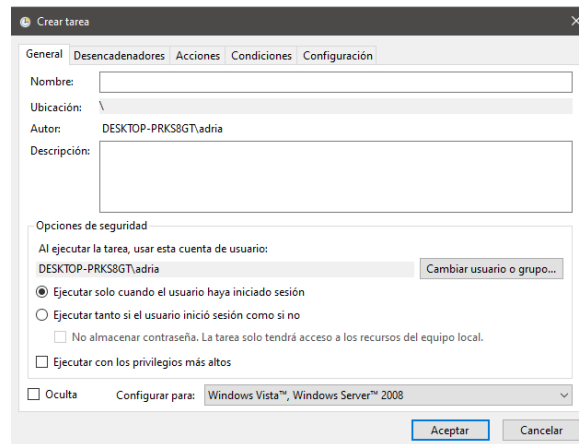 Crear tarea
General Desencadenadores Acciones Condiciones Configuración
Nombre:
Ubicación: \
Autor: DESKTOP-PRKS8GT\adria
Descripción:
Opciones de seguridad
Al ejecutar la tarea, usar esta cuenta de usuario:
DESKTOP-PRKS8GT\adria Cambiar usuario o grupo...
Ejecutar solo cuando el usuario haya iniciado sesión
Ejecutar tanto si el usuario inició sesión como si no
No almacenar contraseña. La tarea solo tendrá acceso a los recursos del equipo local.
Ejecutar con los privilegios más altos
Oculta Configurar para: Windows Vista™, Windows Server™ 2008
Aceptar Cancelar